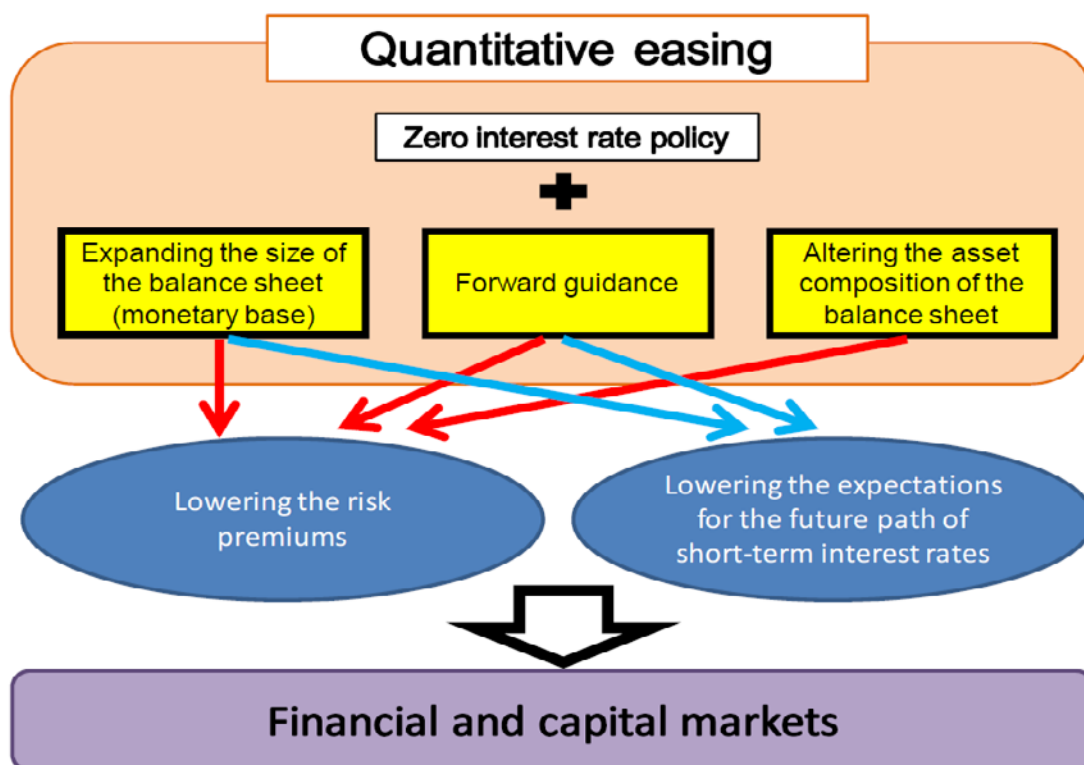 Quantitative easing
Zero interest rate policy
Expanding the size of
the balance sheet
(monetary base)
Forward guidance
Altering the asset
composition of the
balance sheet
Lowering the risk
premiums
Lowering the expectations
for the future path of
short-term interest rates
Financial and capital markets